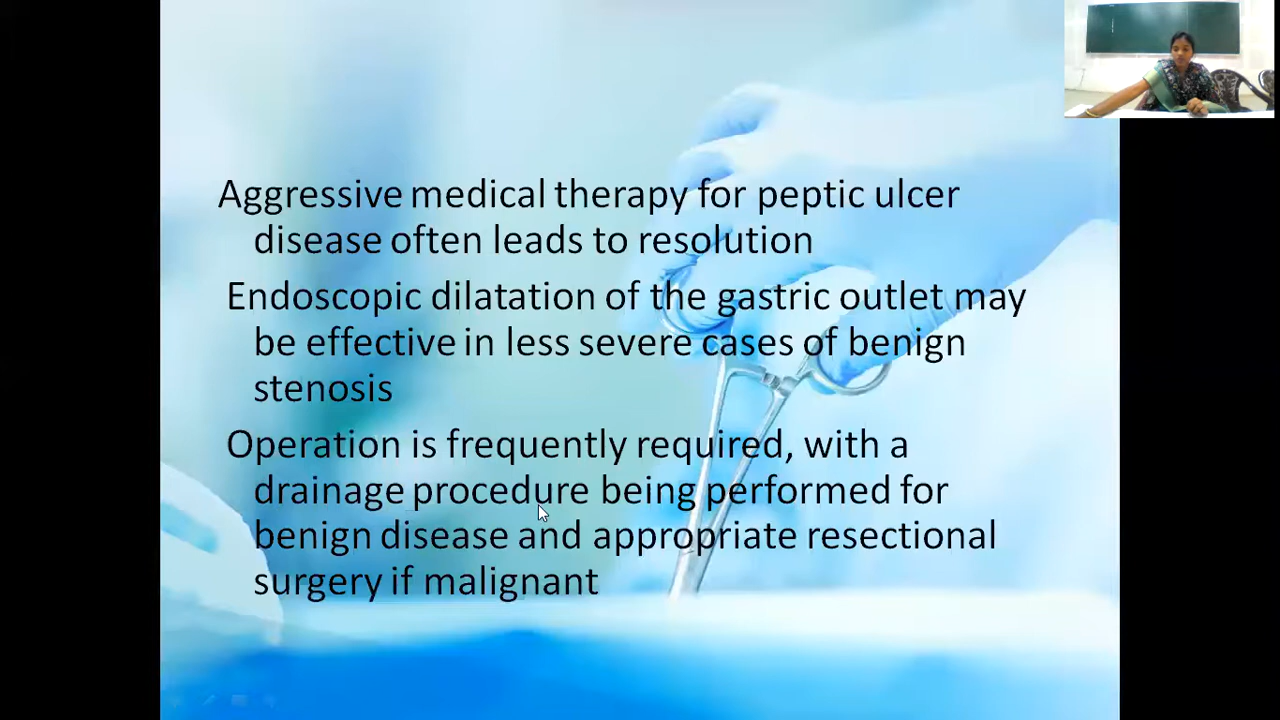 Aggressive medical therapy for peptic ulcer
disease often leads to resolution
Endoscopic dilatation of the gastric outlet may
be effective in less severe cases of benign
stenosis
Operation is frequently required, with a
drainage procedure being performed for
benign disease and appropriate resectional
surgery if malignant